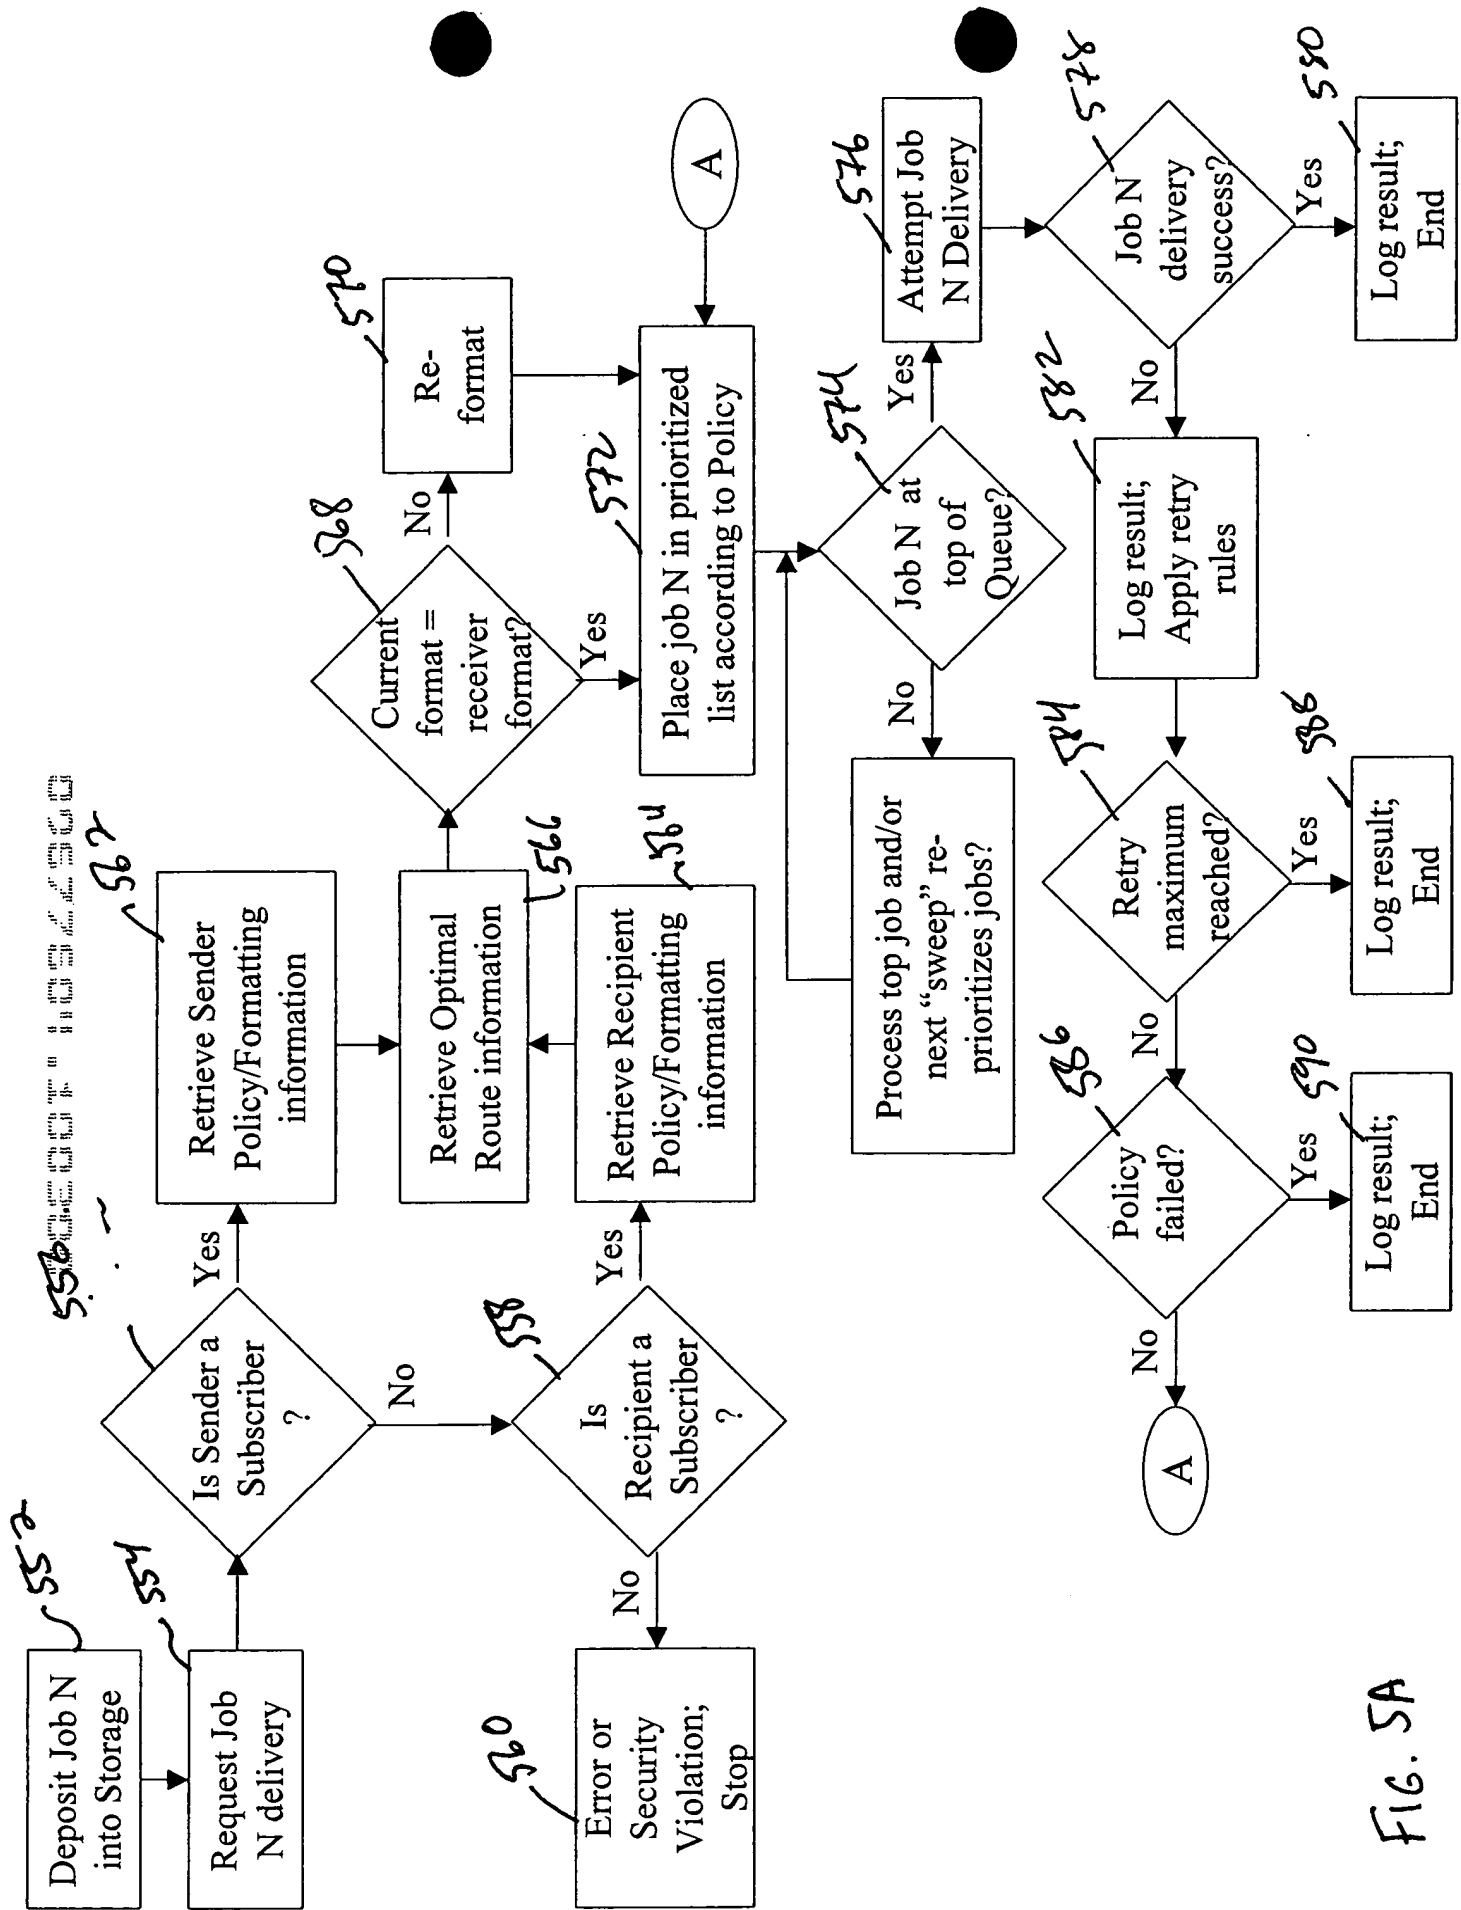 552
Deposit Job N
into Storage
554
Request Job
N delivery
556
Is Sender a
Subscriber
?
Yes
No
562
Retrieve Sender
Policy/Formatting
information
558
Is
Recipient a
Subscriber
?
Yes
No
560
Error or
Security
Violation;
Stop
566
Retrieve Optimal
Route information
564
Retrieve Recipient
Policy/Formatting
information
568
Current
format =
receiver
format?
No
Yes
570
Re-
format
A
572
Place job N in prioritized
list according to Policy
574
Job N at
top of
Queue?
Yes
No
Process top job and/or
next “sweep” re-
prioritizes jobs?
576
Attempt Job
N Delivery
578
Job N
delivery
success?
Yes
No
580
Log result;
End
582
Log result;
Apply retry
rules
584
Retry
maximum
reached?
Yes
No
588
Log result;
End
586
Policy
failed?
Yes
No
590
Log result;
End
A
FIG. 5A